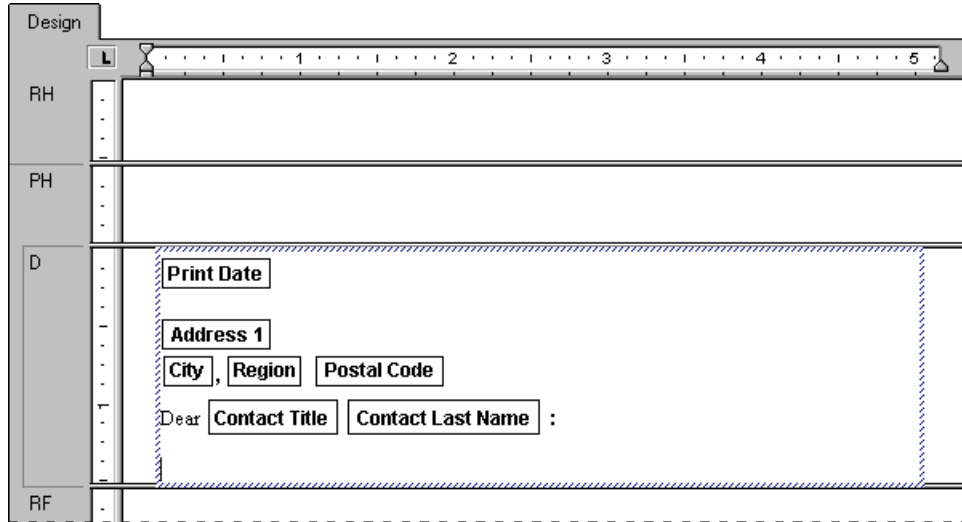 Design
L 1 2 3 4 5
RH
PH
D
Print Date
Address 1
City , Region Postal Code
1
Dear Contact Title Contact Last Name :
RF